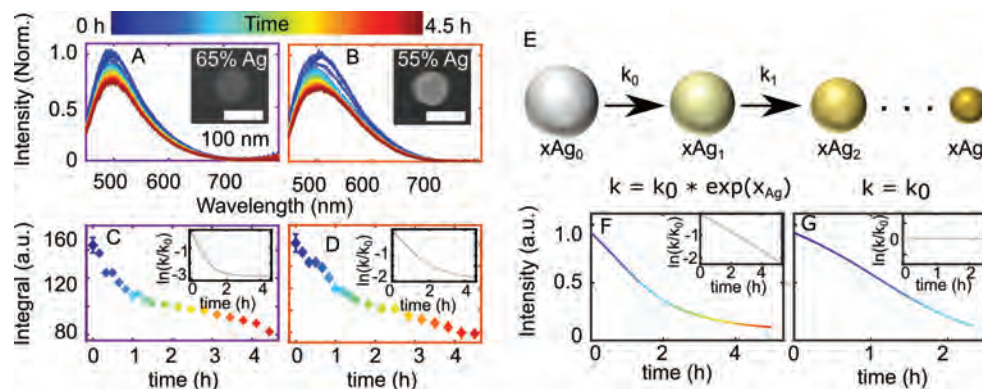 0 h Time 4.5 h
Intensity (Norm.)
1.0
0.5
0
A
65% Ag
100 nm
B
55% Ag
500 600 700
500 600 700
Wavelength (nm)
Integral (a.u.)
160
120
80
C
ln(k/k0)
-1
-3
0 2 4
time (h)
D
ln(k/k0)
-1
-2
0 2 4
time (h)
0 1 2 3 4
0 1 2 3 4
time (h)
time (h)
E
k0
k1
xAg0
xAg1
xAg2
xAg
k = k0 * exp(xAg)
k = k0
Intensity (a.u.)
1.0
0.5
0
F
ln(k/k0)
-1
-2
0 2 4
time (h)
G
ln(k/k0)
0
0 1 2
time (h)
0 2 4
0 1 2
time (h)
time (h)